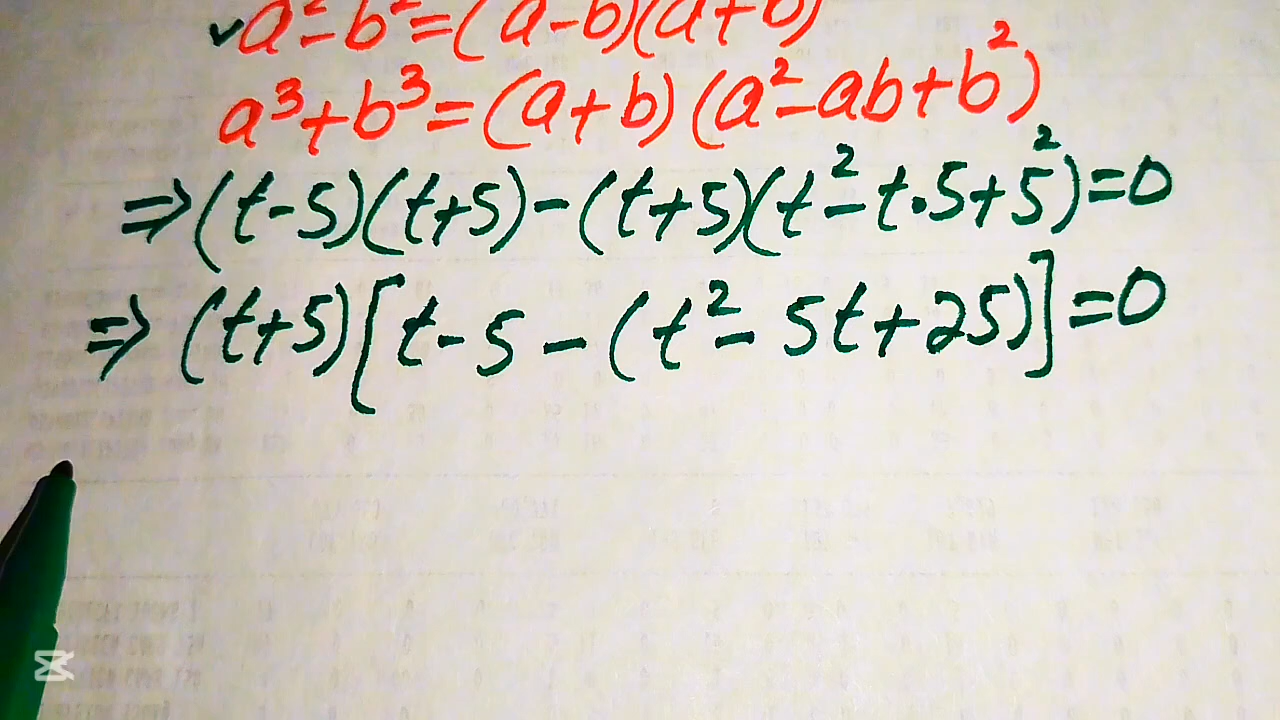 a²-b²=(a-b)(a+b)
a³+b³=(a+b)(a²-ab+b²)
⇒(t-5)(t+5)-(t+5)(t²-t·5+5²)=0
⇒(t+5)[t-5-(t²-5t+25)]=0